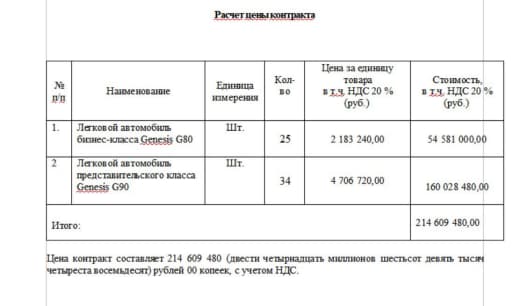 Расчет цены контракта
№ п/п Наименование Единица измерения Кол-во Цена за единицу товара в т.ч. НДС 20 % (руб.) Стоимость, в т.ч. НДС 20 % (руб.)
1. Легковой автомобиль бизнес-класса Genesis G80 Шт. 25 2 183 240,00 54 581 000,00
2 Легковой автомобиль представительского класса Genesis G90 Шт. 34 4 706 720,00 160 028 480,00
Итого: 214 609 480,00
Цена контракт составляет 214 609 480 (двести четырнадцать миллионов шестьсот девять тысяч
четыреста восемьдесят) рублей 00 копеек, с учетом НДС.